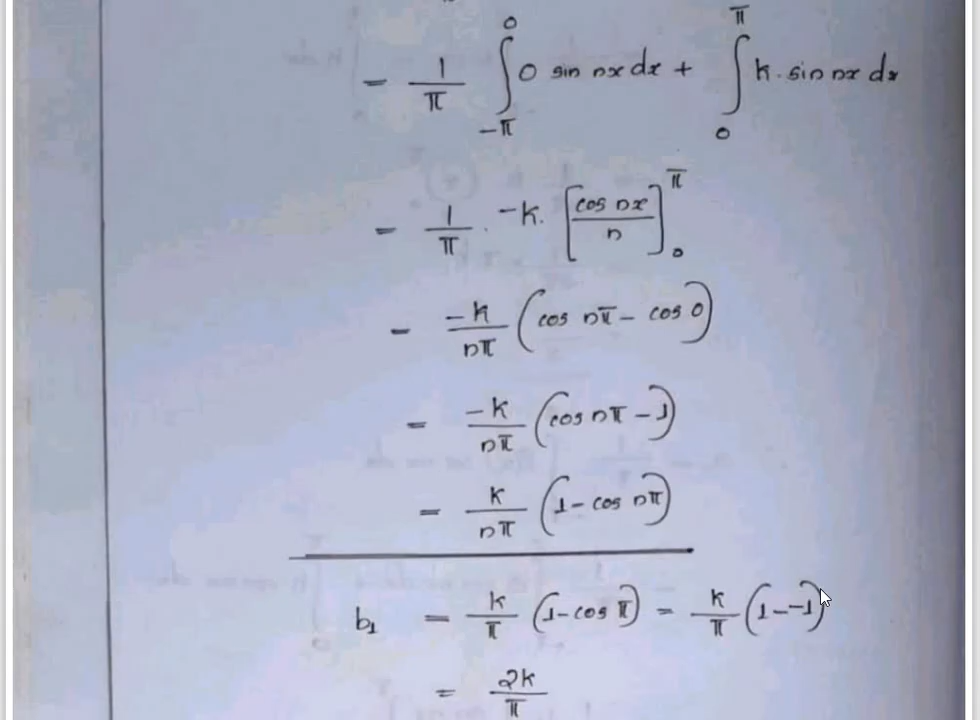 = 1/π ∫_{-π}^{0} 0 sin nx dx + ∫_{0}^{π} k. sin nx dx
= 1/π . -k. [cos nx / n]_{0}^{π}
= -k/nπ (cos nπ - cos 0)
= -k/nπ (cos nπ - 1)
= k/nπ (1 - cos nπ)
b₁ = k/π (1 - cos π) = k/π (1 - -1)
= 2k/π